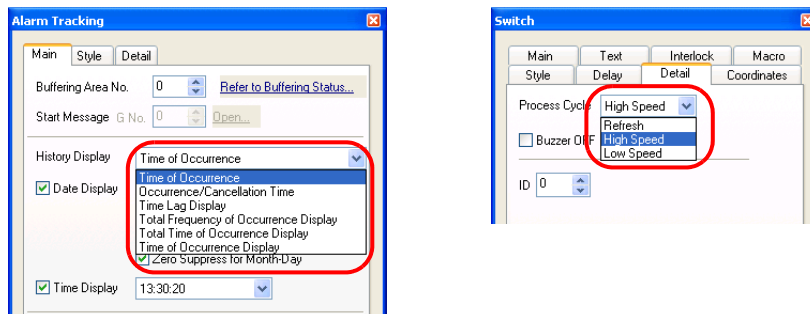 Alarm Tracking
Main Style Detail
Buffering Area No. 0 Refer to Buffering Status...
Start Message G No. 0 Open...
History Display Time of Occurrence
Time of Occurrence
Date Display
Occurrence/Cancellation Time
Time Lag Display
Total Frequency of Occurrence Display
Total Time of Occurrence Display
Time of Occurrence Display
Zero Suppress for Month-Day
Time Display 13:30:20
Switch
Main Text Interlock Macro
Style Delay Detail Coordinates
Process Cycle High Speed
Refresh
Buzzer OFF High Speed
Low Speed
ID 0